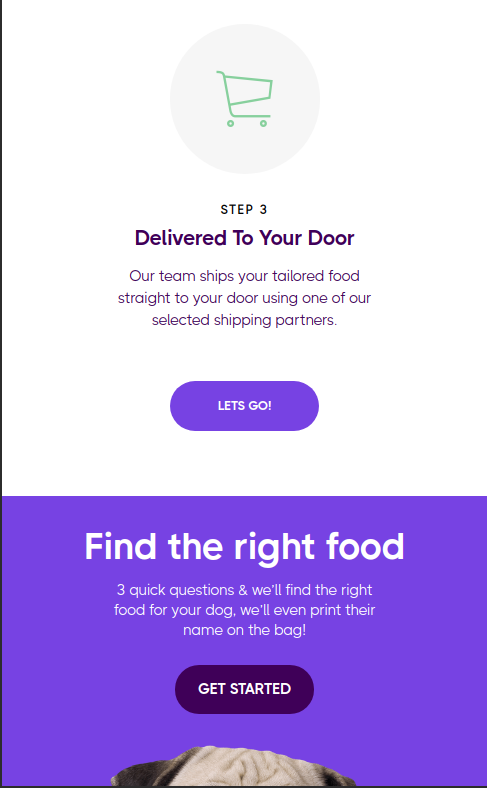 STEP 3
Delivered To Your Door
Our team ships your tailored food
straight to your door using one of our
selected shipping partners.
LETS GO!
Find the right food
3 quick questions & we'll find the right
food for your dog, we'll even print their
name on the bag!
GET STARTED